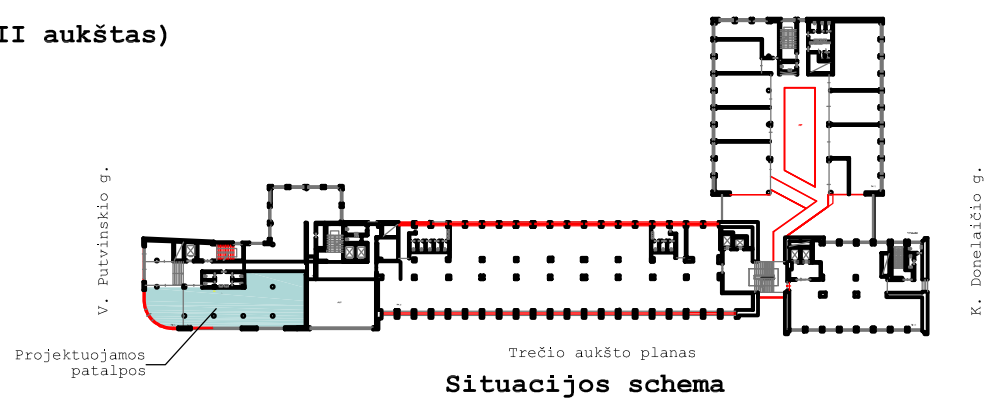 II aukštas)
V. Putvinskio g.
K. Donelaičio g.
Projektuojamos
patalpos
Trečio aukšto planas
Situacijos schema